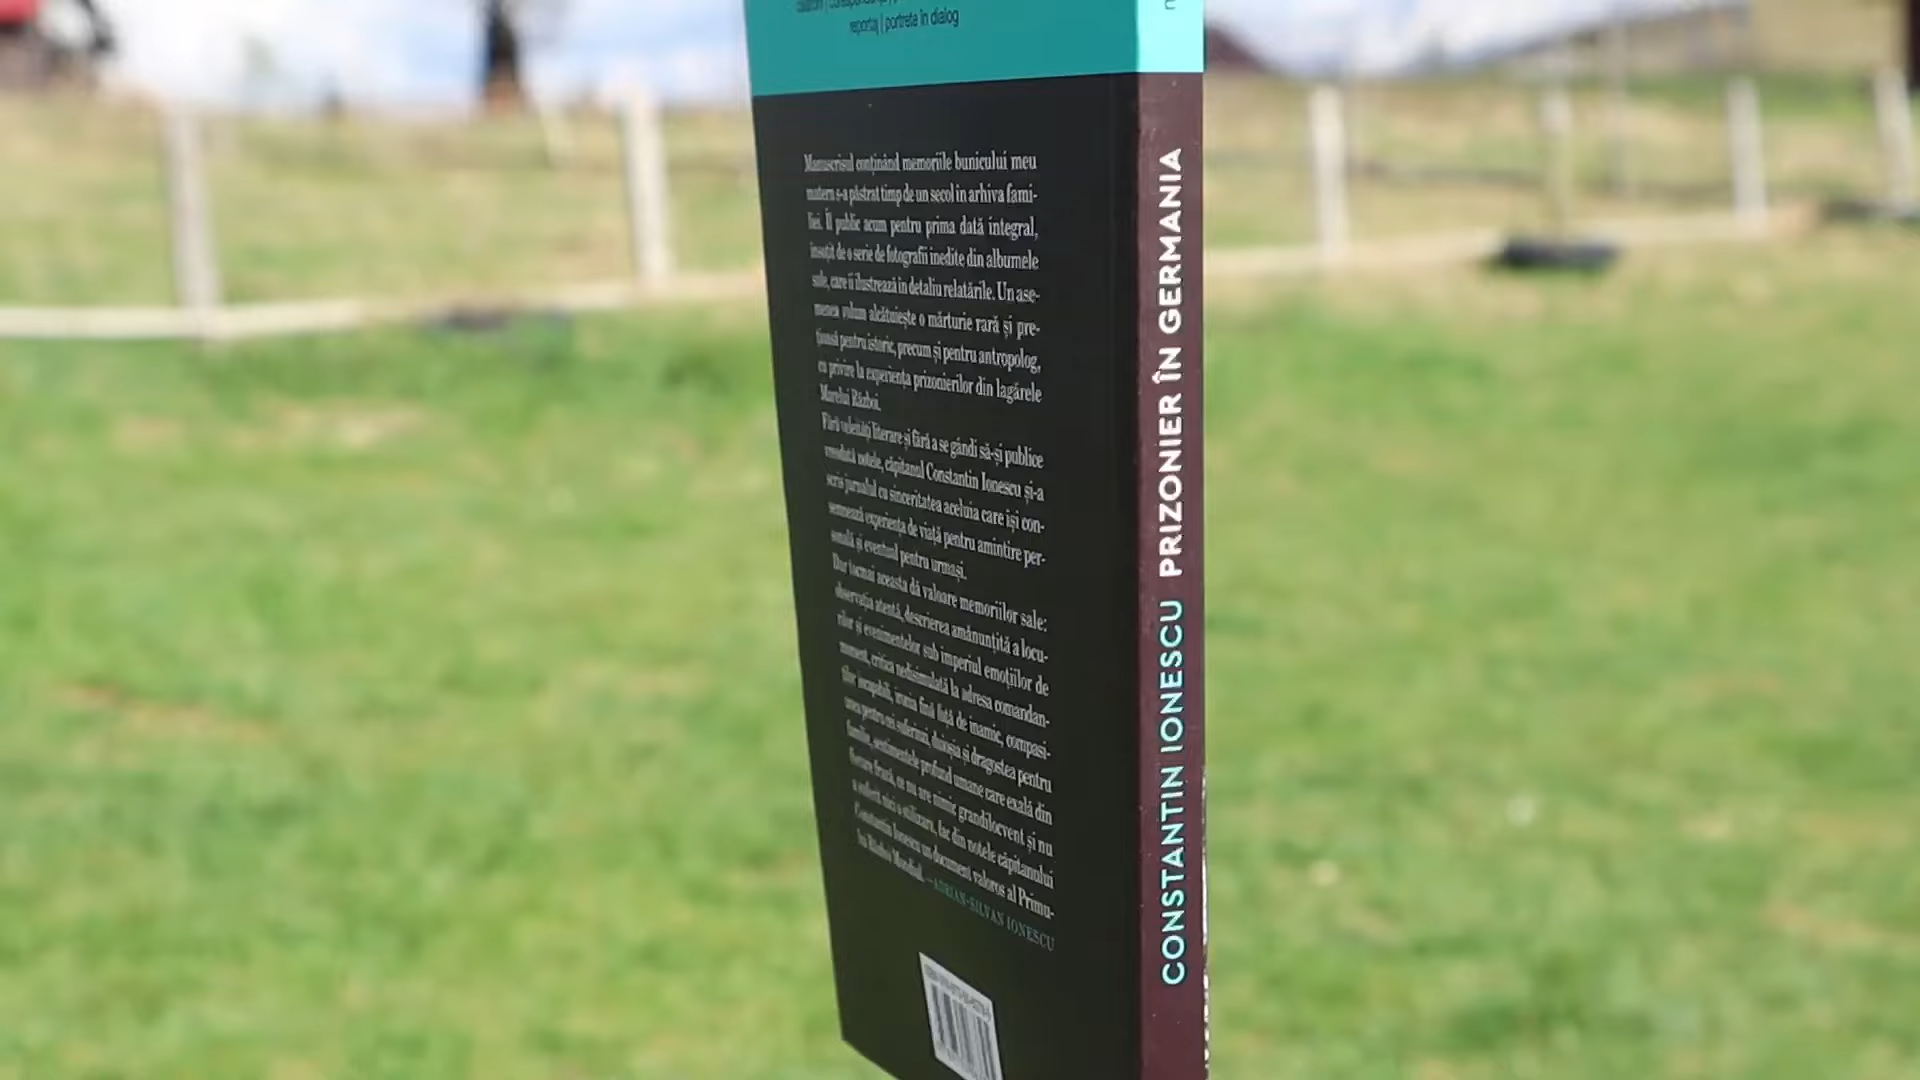 reportaj | portrete în dialog
Manuscrisul conținând memoriile bunicului meu
matern s-a păstrat timp de un secol în arhiva fami-
liei. Îl public acum pentru prima dată integral,
însoțit de o serie de fotografii inedite din albumele
sale, care îi ilustrează în detaliu relatările. Un ase-
menea volum alcătuiește o mărturie rară și pre-
țioasă pentru istoric, precum și pentru antropolog,
cu privire la experiența prizonierilor din lagărele
Marelui Război.
Fără veleități literare și fără a se gândi să-și publice
vreodată notele, căpitanul Constantin Ionescu și-a
scris jurnalul cu sinceritatea aceluia care își con-
semnează experiența de viață pentru amintire per-
sonală și eventual pentru urmași.
Dar tocmai aceasta dă valoare memoriilor sale:
observația atentă, descrierea amănunțită a locu-
rilor și evenimentelor sub imperiul emoțiilor de
moment, critica nedisimulată la adresa comandan-
ților incapabili, ironia fină față de inamic, compasi-
unea pentru cei suferinzi, duioșia și dragostea pentru
familie, sentimentele profund umane care exală din
fiecare frază, ce nu are nimic grandilocvent și nu
a suferit nici o stilizare, fac din notele căpitanului
Constantin Ionescu un document valoros al Primu-
lui Război Mondial. —ADRIAN-SILVAN IONESCU
CONSTANTIN IONESCU PRIZONIER ÎN GERMANIA